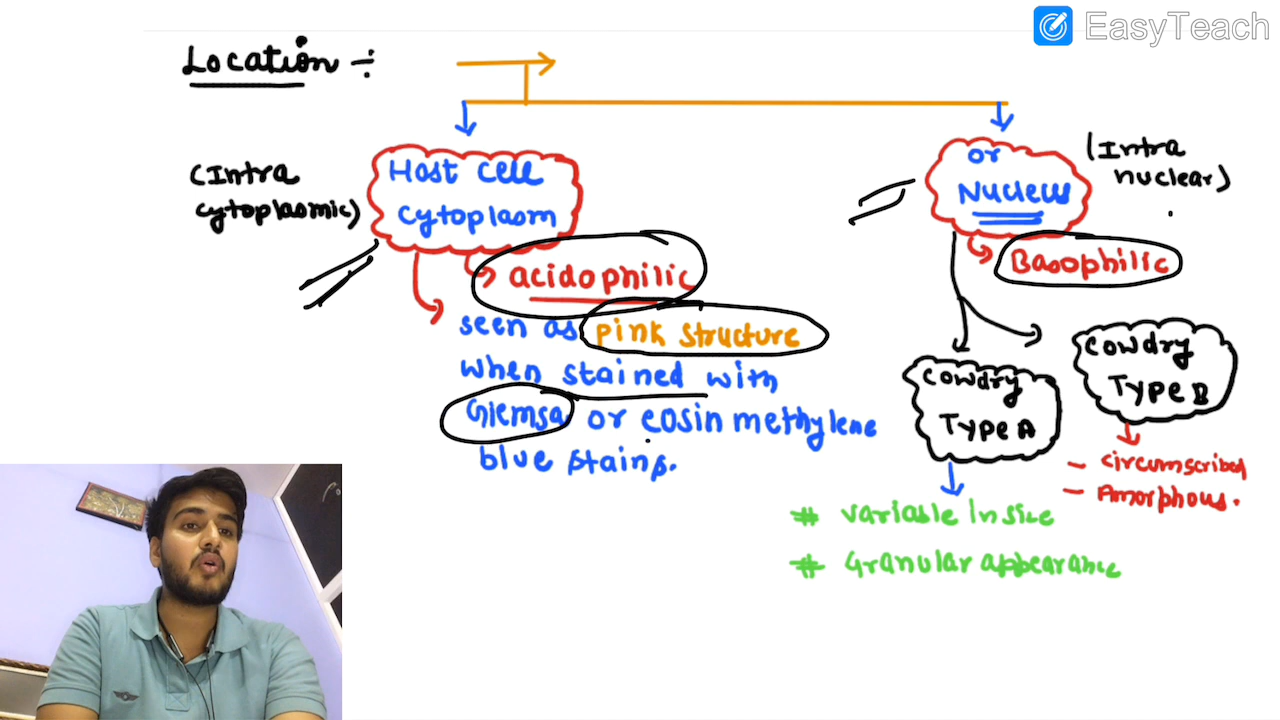 EasyTeach
Location :-
(Intra
cytoplasmic)
Host cell
cytoplasm
or
Nucleus
(Intra
nuclear)
acidophilic
Basophilic
seen as pink structure
when stained with
Giemsa or eosin methylene
blue stains.
cowdry
Type A
cowdry
Type B
- circumscribed
- Amorphous.
# variable in size
# Granular appearance